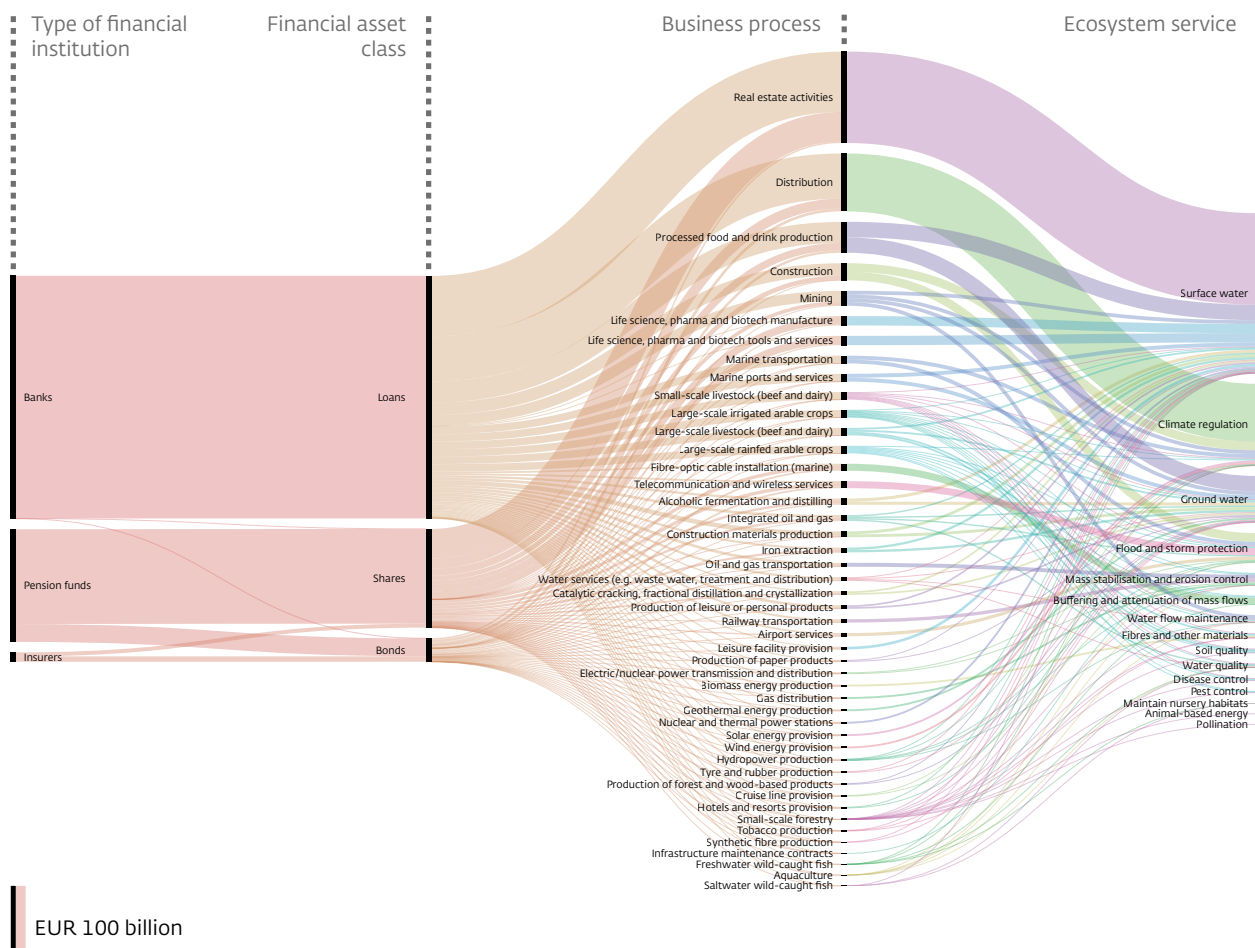 Type of financial
institution
Financial asset
class
Business process
Ecosystem service
Banks
Pension funds
Insurers
Loans
Shares
Bonds
Real estate activities
Distribution
Processed food and drink production
Construction
Mining
Life science, pharma and biotech manufacture
Life science, pharma and biotech tools and services
Marine transportation
Marine ports and services
Small-scale livestock (beef and dairy)
Large-scale irrigated arable crops
Large-scale livestock (beef and dairy)
Large-scale rainfed arable crops
Fibre-optic cable installation (marine)
Telecommunication and wireless services
Alcoholic fermentation and distilling
Integrated oil and gas
Construction materials production
Iron extraction
Oil and gas transportation
Water services (e.g. waste water, treatment and distribution)
Catalytic cracking, fractional distillation and crystallization
Production of leisure or personal products
Railway transportation
Airport services
Leisure facility provision
Production of paper products
Electric/nuclear power transmission and distribution
Biomass energy production
Gas distribution
Geothermal energy production
Nuclear and thermal power stations
Solar energy provision
Wind energy provision
Hydropower production
Tyre and rubber production
Production of forest and wood-based products
Cruise line provision
Hotels and resorts provision
Small-scale forestry
Tobacco production
Synthetic fibre production
Infrastructure maintenance contracts
Freshwater wild-caught fish
Aquaculture
Saltwater wild-caught fish
Surface water
Climate regulation
Ground water
Flood and storm protection
Mass stabilisation and erosion control
Buffering and attenuation of mass flows
Water flow maintenance
Fibres and other materials
Soil quality
Water quality
Disease control
Pest control
Maintain nursery habitats
Animal-based energy
Pollination
EUR 100 billion